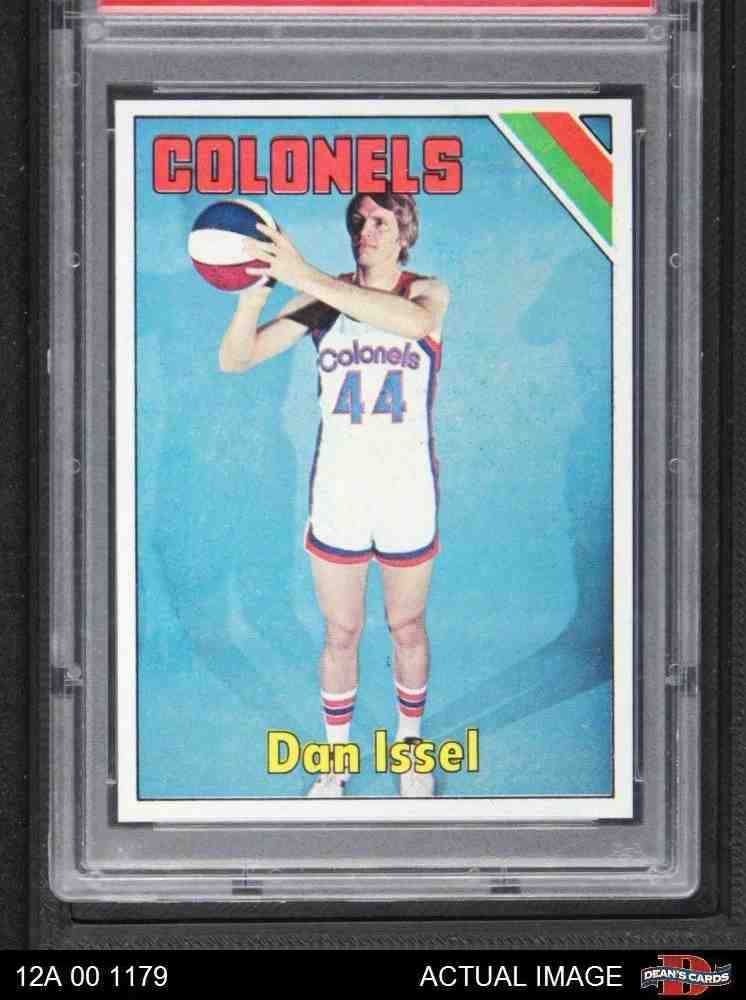 COLONELS
Colonels
44
Dan Issel
12A 00 1179
ACTUAL IMAGE
D
DEAN'S CARDS